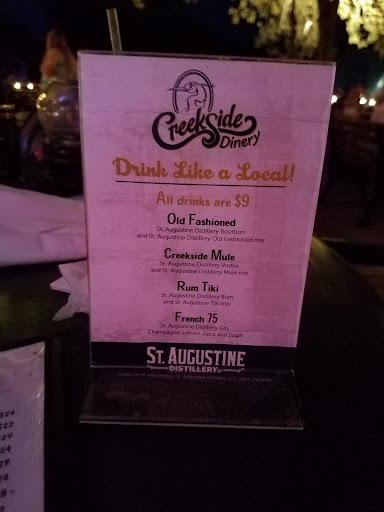 CreekSide
Dinery
Drink Like a Local!
All drinks are $9
Old Fashioned
St. Augustine Distillery Bourbon
and St. Augustine Distillery Old Fashioned mix
Creekside Mule
St. Augustine Distillery Vodka
and St. Augustine Distillery Mule mix
Rum Tiki
St. Augustine Distillery Rum
and St. Augustine Tiki mix
French 75
St. Augustine Distillery Gin,
Champagne, Lemon Juice and Sugar
ST. AUGUSTINE
DISTILLERY
$24
$22